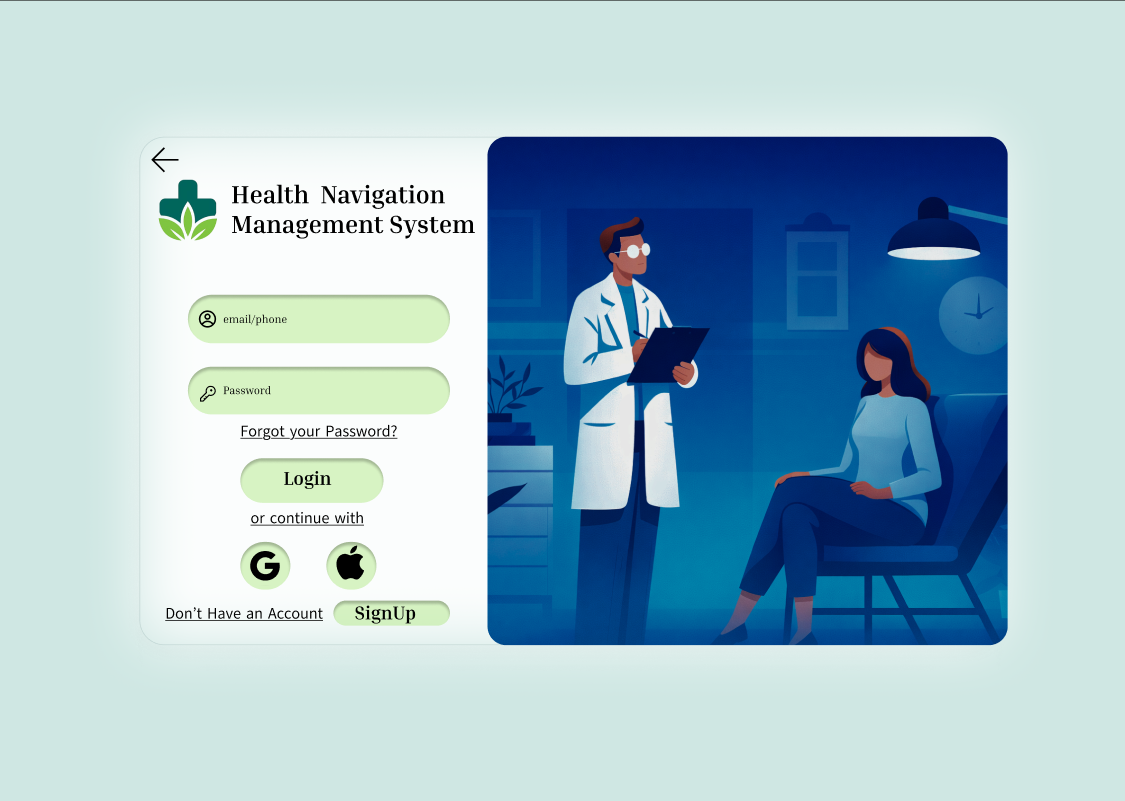 Health Navigation
Management System
email/phone
Password
Forgot your Password?
Login
or continue with
G
Don't Have an Account
SignUp